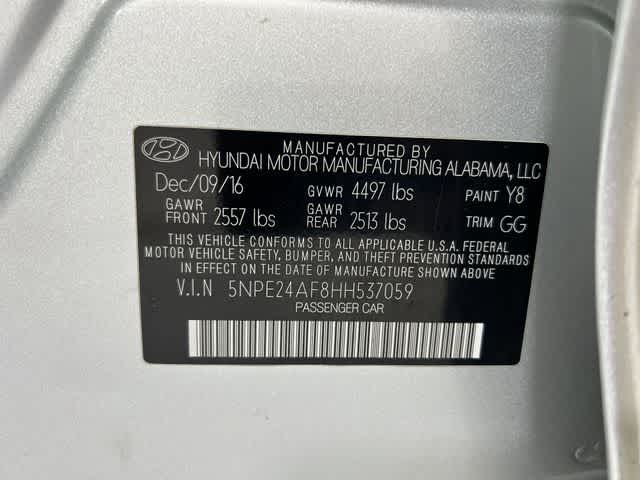 MANUFACTURED BY
HYUNDAI MOTOR MANUFACTURING ALABAMA, LLC
Dec/09/16 GVWR 4497 lbs PAINT Y8
GAWR FRONT 2557 lbs GAWR REAR 2513 lbs TRIM GG
THIS VEHICLE CONFORMS TO ALL APPLICABLE U.S.A. FEDERAL
MOTOR VEHICLE SAFETY, BUMPER, AND THEFT PREVENTION STANDARDS
IN EFFECT ON THE DATE OF MANUFACTURE SHOWN ABOVE
V.I.N 5NPE24AF8HH537059
PASSENGER CAR